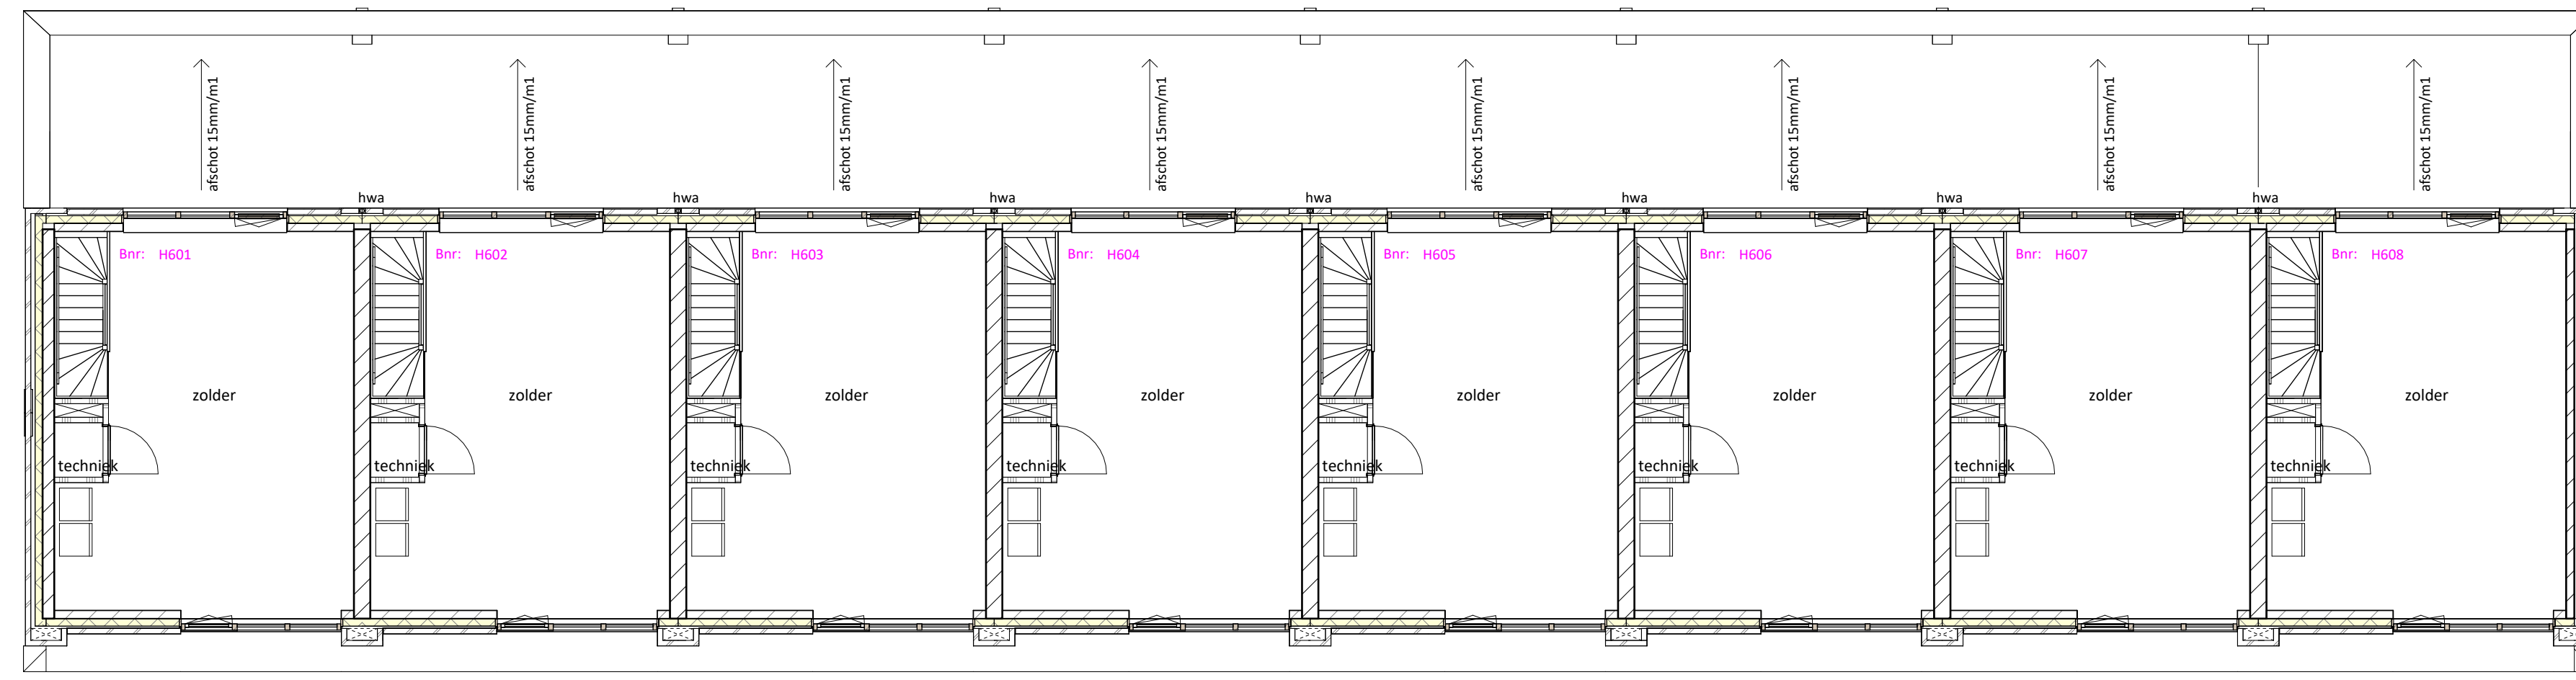 afschot 15mm/m1
afschot 15mm/m1
afschot 15mm/m1
afschot 15mm/m1
afschot 15mm/m1
afschot 15mm/m1
afschot 15mm/m1
afschot 15mm/m1
hwa
hwa
hwa
hwa
hwa
hwa
hwa
Bnr: H601
Bnr: H602
Bnr: H603
Bnr: H604
Bnr: H605
Bnr: H606
Bnr: H607
Bnr: H608
zolder
zolder
zolder
zolder
zolder
zolder
zolder
zolder
techniek
techniek
techniek
techniek
techniek
techniek
techniek
techniek